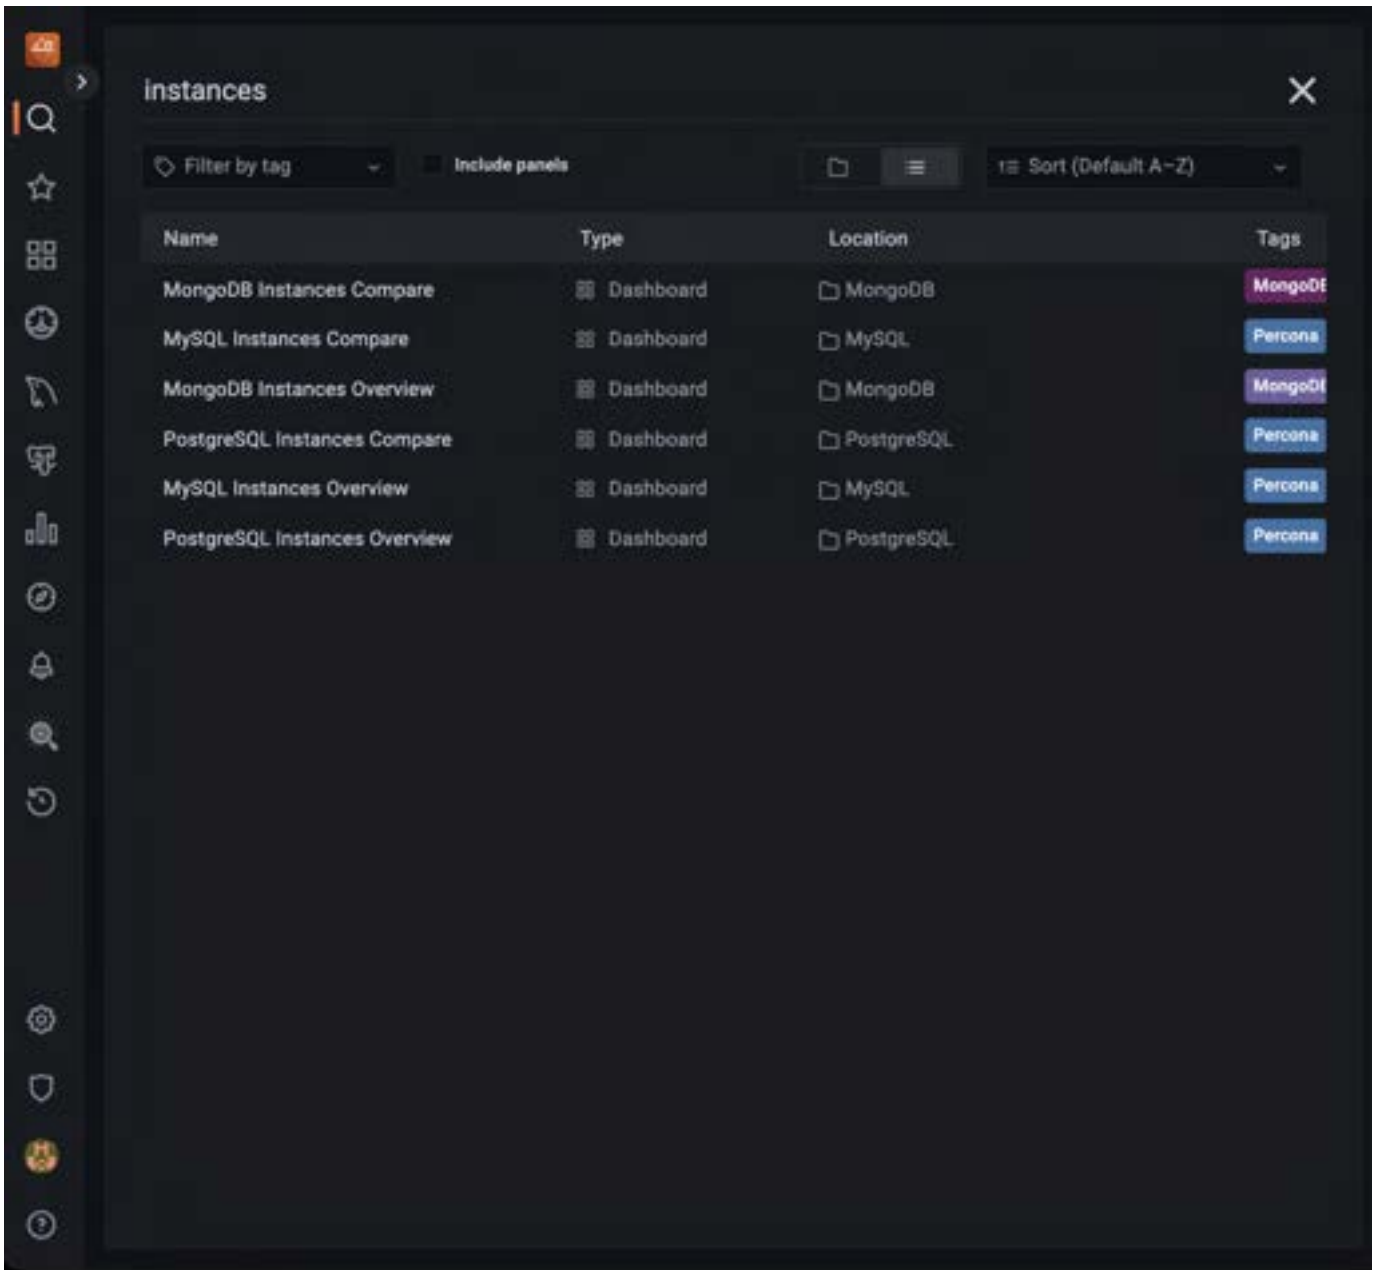 instances
Filter by tag Include panels Sort (Default A–Z)
Name Type Location Tags
MongoDB Instances Compare Dashboard MongoDB MongoDB
MySQL Instances Compare Dashboard MySQL Percona
MongoDB Instances Overview Dashboard MongoDB MongoDB
PostgreSQL Instances Compare Dashboard PostgreSQL Percona
MySQL Instances Overview Dashboard MySQL Percona
PostgreSQL Instances Overview Dashboard PostgreSQL Percona